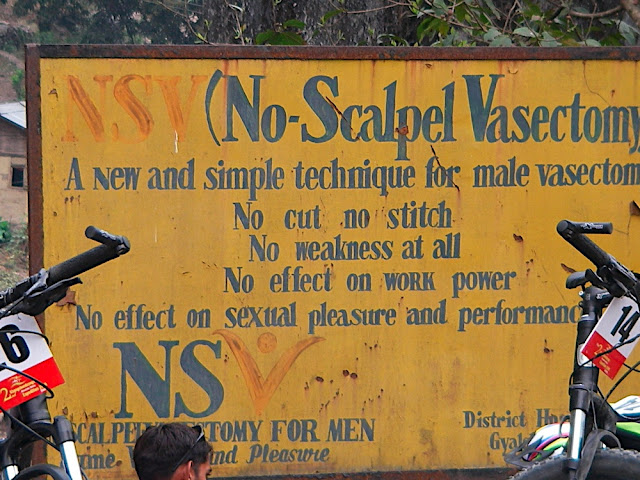 NSV (No-Scalpel Vasectomy
A New and simple technique for male vasectom
No cut no stitch
No weakness at all
No effect on work power
No effect on sexual pleasure and performanc
NSV
SCALPEL VASECTOMY FOR MEN
and Pleasure
District
6
14